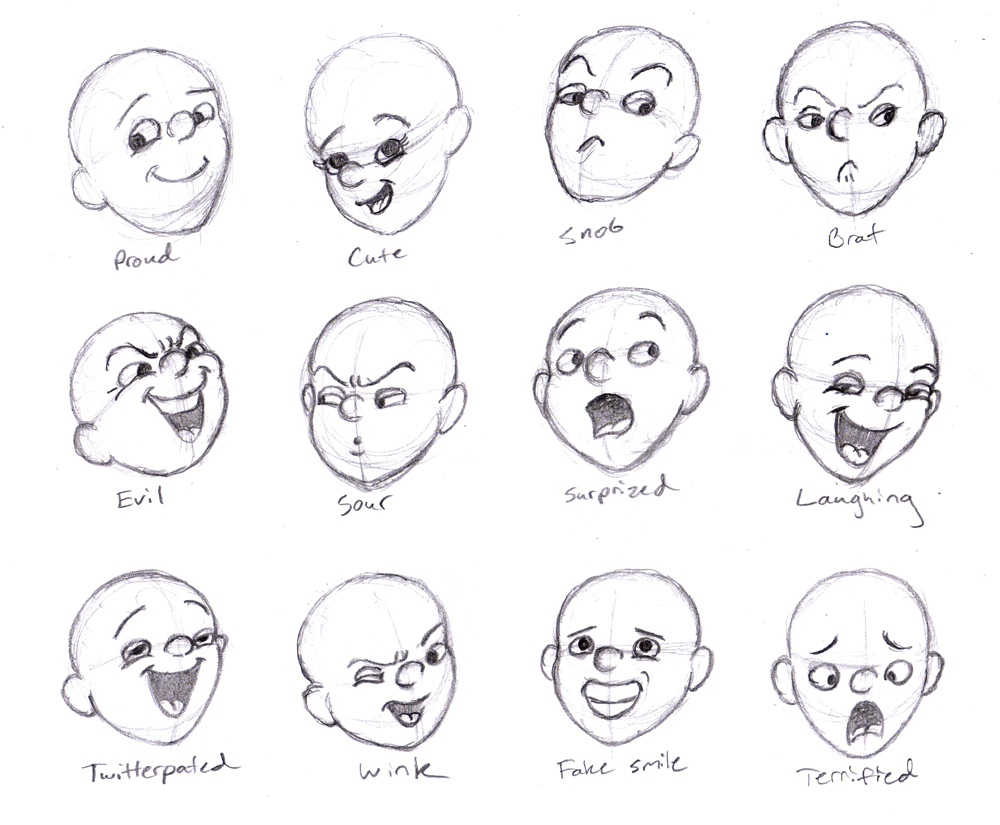 Proud
Cute
Snob
Brat
Evil
Sour
Surprized
Laughing
Twitterpated
Wink
Fake smile
Terrified